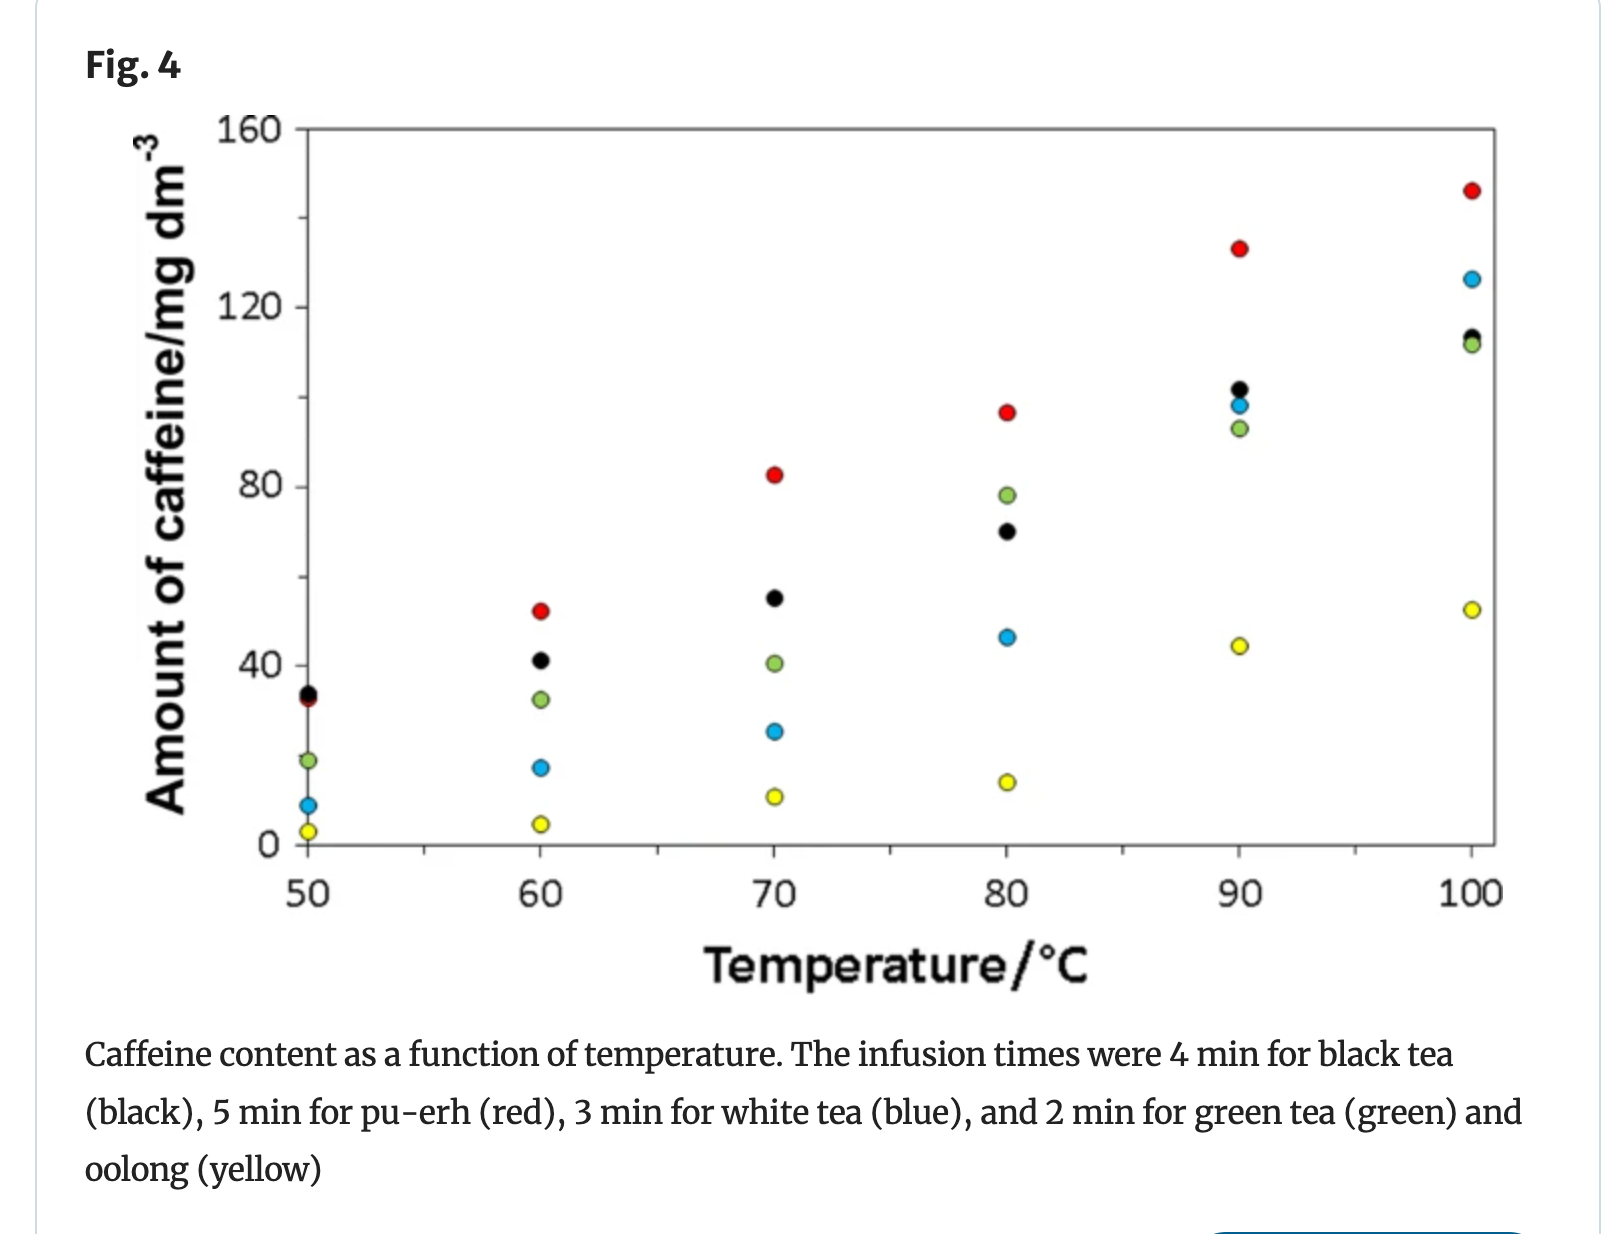 Fig. 4
160
120
80
40
0
Amount of caffeine/mg dm-3
50 60 70 80 90 100
Temperature/°C
Caffeine content as a function of temperature. The infusion times were 4 min for black tea
(black), 5 min for pu-erh (red), 3 min for white tea (blue), and 2 min for green tea (green) and
oolong (yellow)